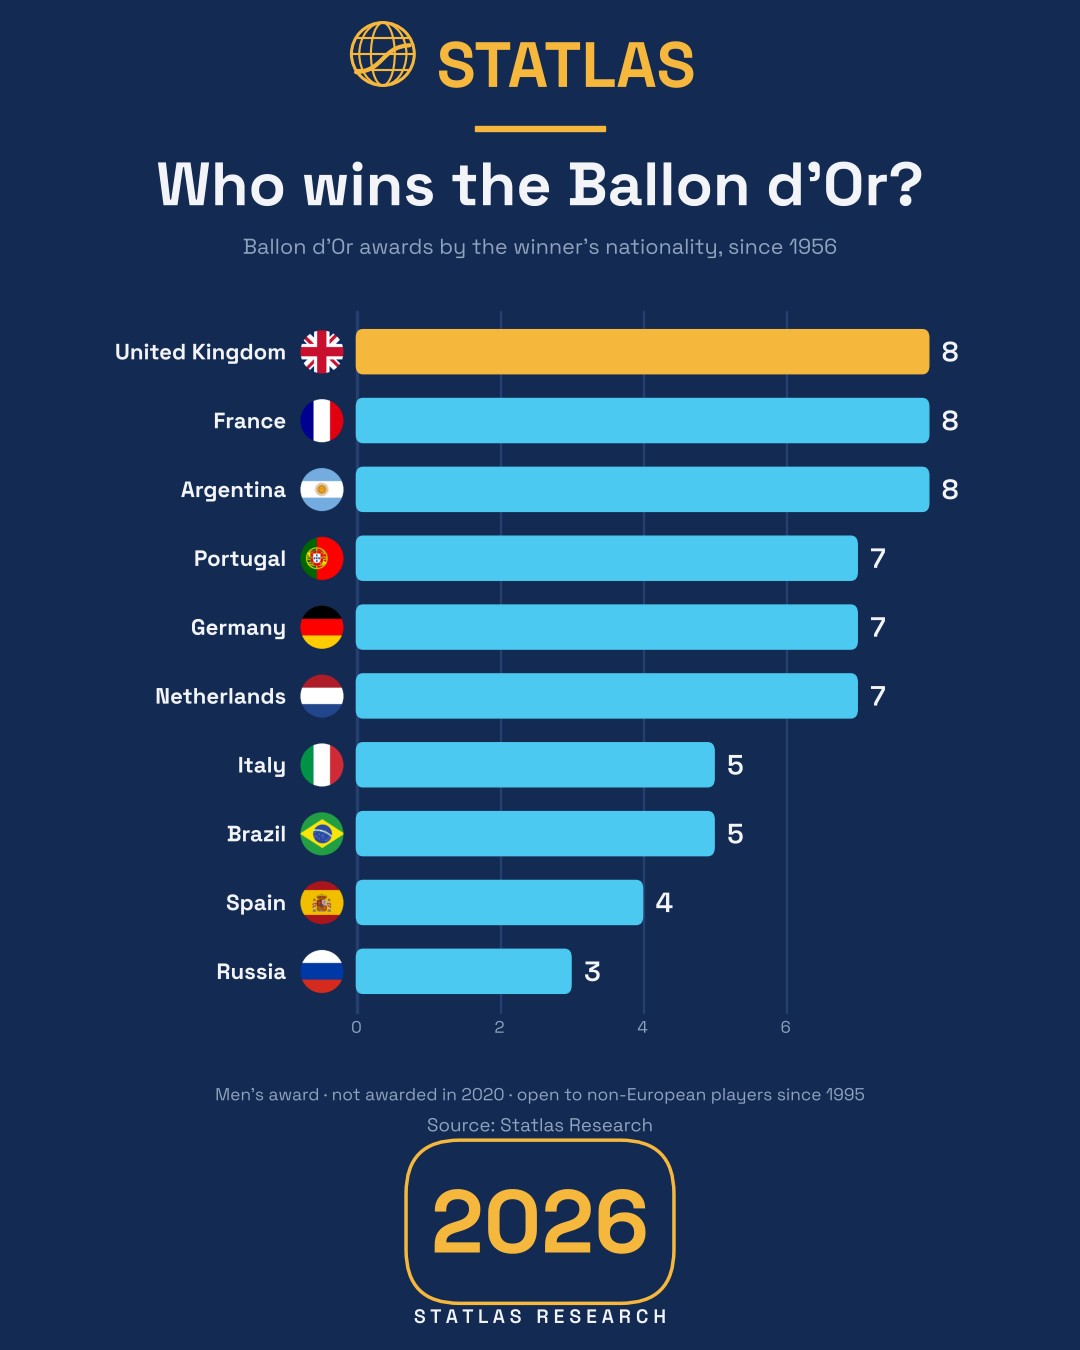 STATLAS
Who wins the Ballon d’Or?
Ballon d’Or awards by the winner’s nationality, since 1956
United Kingdom 8
France 8
Argentina 8
Portugal 7
Germany 7
Netherlands 7
Italy 5
Brazil 5
Spain 4
Russia 3
0 2 4 6
Men’s award · not awarded in 2020 · open to non-European players since 1995
Source: Statlas Research
2026
STATLAS RESEARCH